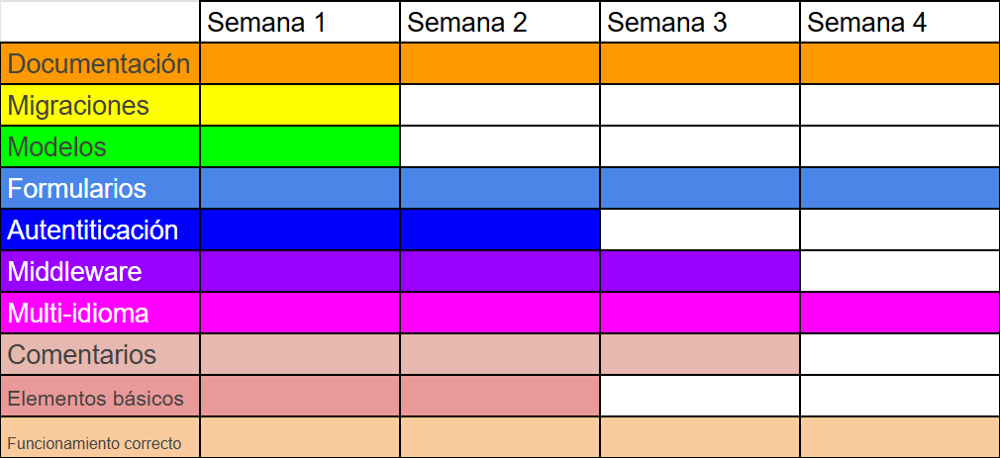 Semana 1 Semana 2 Semana 3 Semana 4
Documentación
Migraciones
Modelos
Formularios
Autentiticación
Middleware
Multi-idioma
Comentarios
Elementos básicos
Funcionamiento correcto